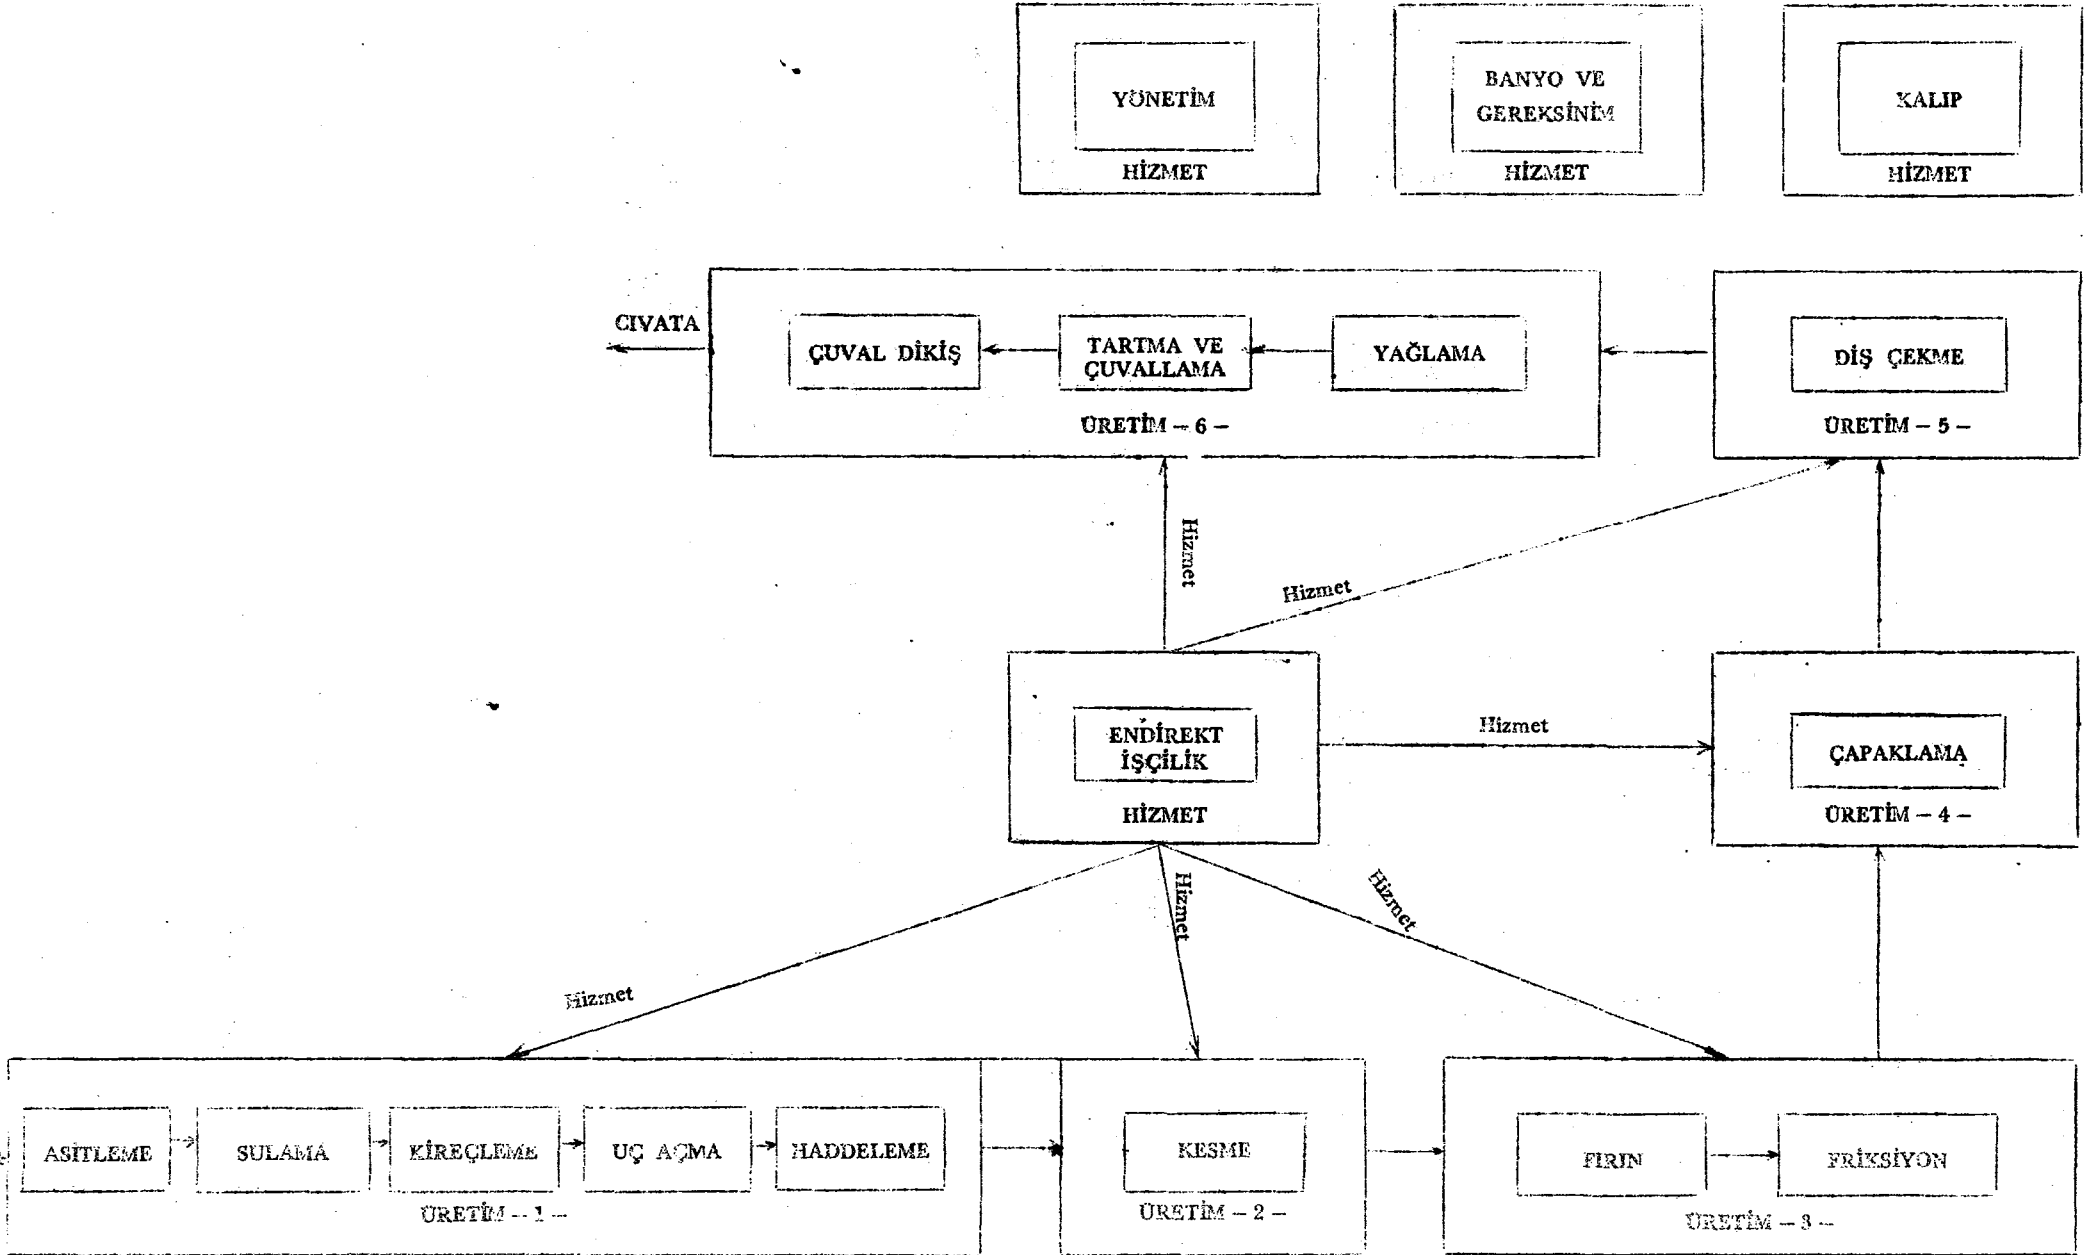 YÖNETİM
HİZMET
BANYO VE
GEREKSİNİM
HİZMET
KALIP
HİZMET
CIVATA
ÇUVAL DİKİŞ
TARTMA VE
ÇUVALLAMA
YAĞLAMA
ÜRETİM – 6 –
DİŞ ÇEKME
ÜRETİM – 5 –
Hizmet
Hizmet
ENDİREKT
İŞÇİLİK
HİZMET
Hizmet
ÇAPAKLAMA
ÜRETİM – 4 –
Hizmet
Hizmet
Hizmet
ASİTLEME
SULAMA
KİREÇLEME
UÇ AÇMA
HADDELEME
ÜRETİM – 1 –
KESME
ÜRETİM – 2 –
FIRIN
FRİKSİYON
ÜRETİM – 3 –